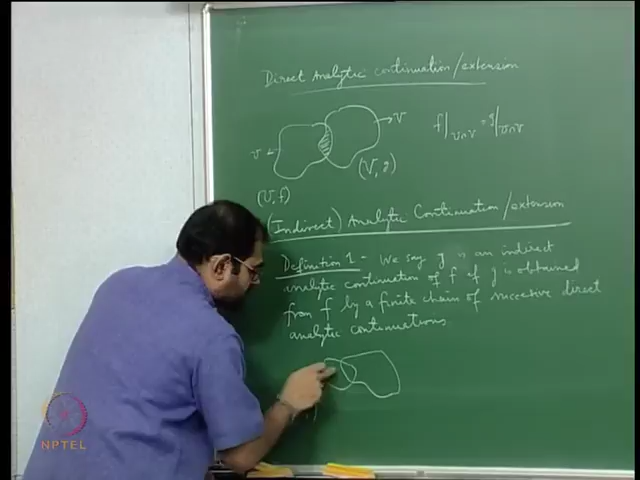 Direct Analytic continuation/extension
U
V
f|U∩V = g|U∩V
(V, g)
(U, f)
(Indirect) Analytic Continuation/extension
Definition 1 - We say g is an indirect
analytic continuation of f if g is obtained
from f by a finite chain of successive direct
analytic continuations
NPTEL